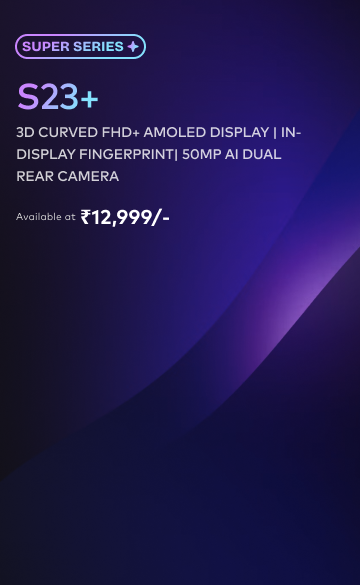 SUPER SERIES
S23+
3D CURVED FHD+ AMOLED DISPLAY | IN-
DISPLAY FINGERPRINT| 50MP AI DUAL
REAR CAMERA
Available at ₹12,999/-